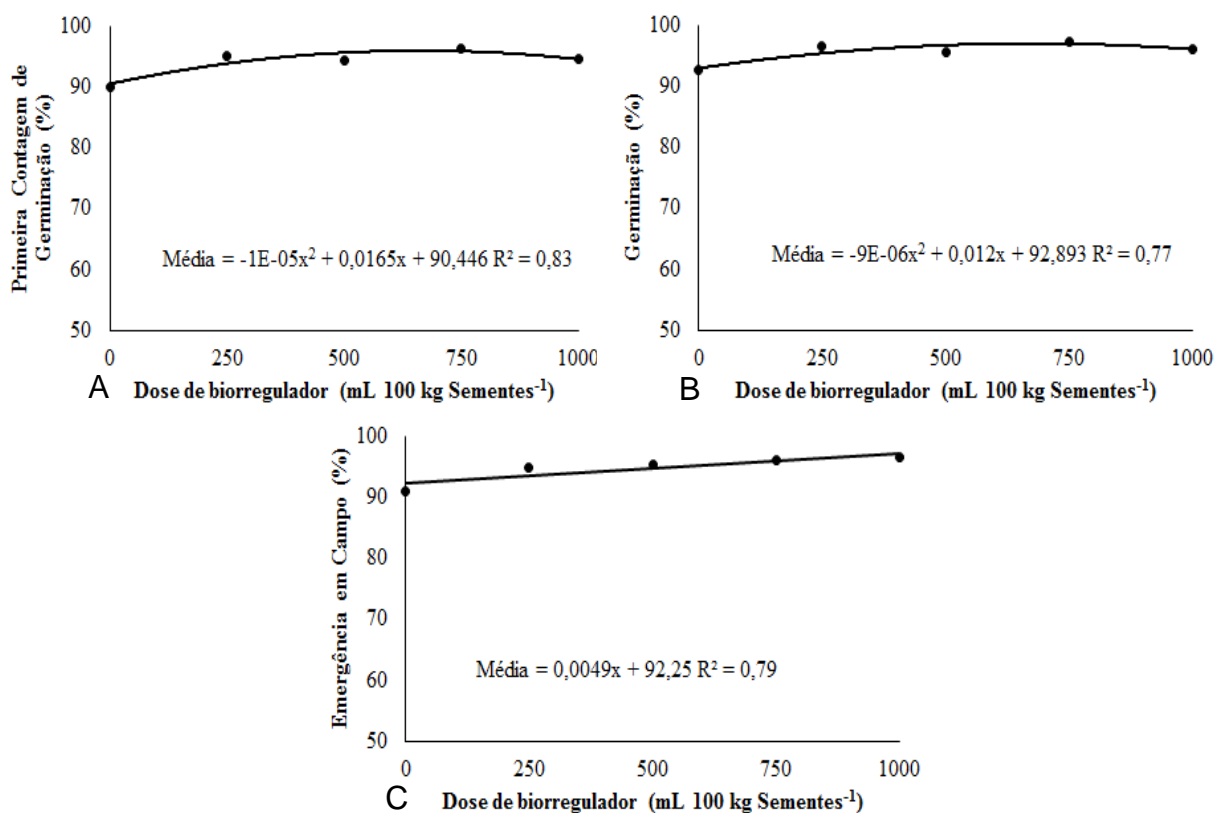 Primeira Contagem de
Germinação (%)
100
90
80
70
60
50
Média = -1E-05x² + 0,0165x + 90,446 R² = 0,83
0
250
500
750
1000
A
Dose de biorregulador (mL 100 kg Sementes⁻¹)
Germinação (%)
100
90
80
70
60
50
Média = -9E-06x² + 0,012x + 92,893 R² = 0,77
0
250
500
750
1000
B
Dose de biorregulador (mL 100 kg Sementes⁻¹)
Emergência em Campo (%)
100
90
80
70
60
50
Média = 0,0049x + 92,25 R² = 0,79
0
250
500
750
1000
C
Dose de biorregulador (mL 100 kg Sementes⁻¹)